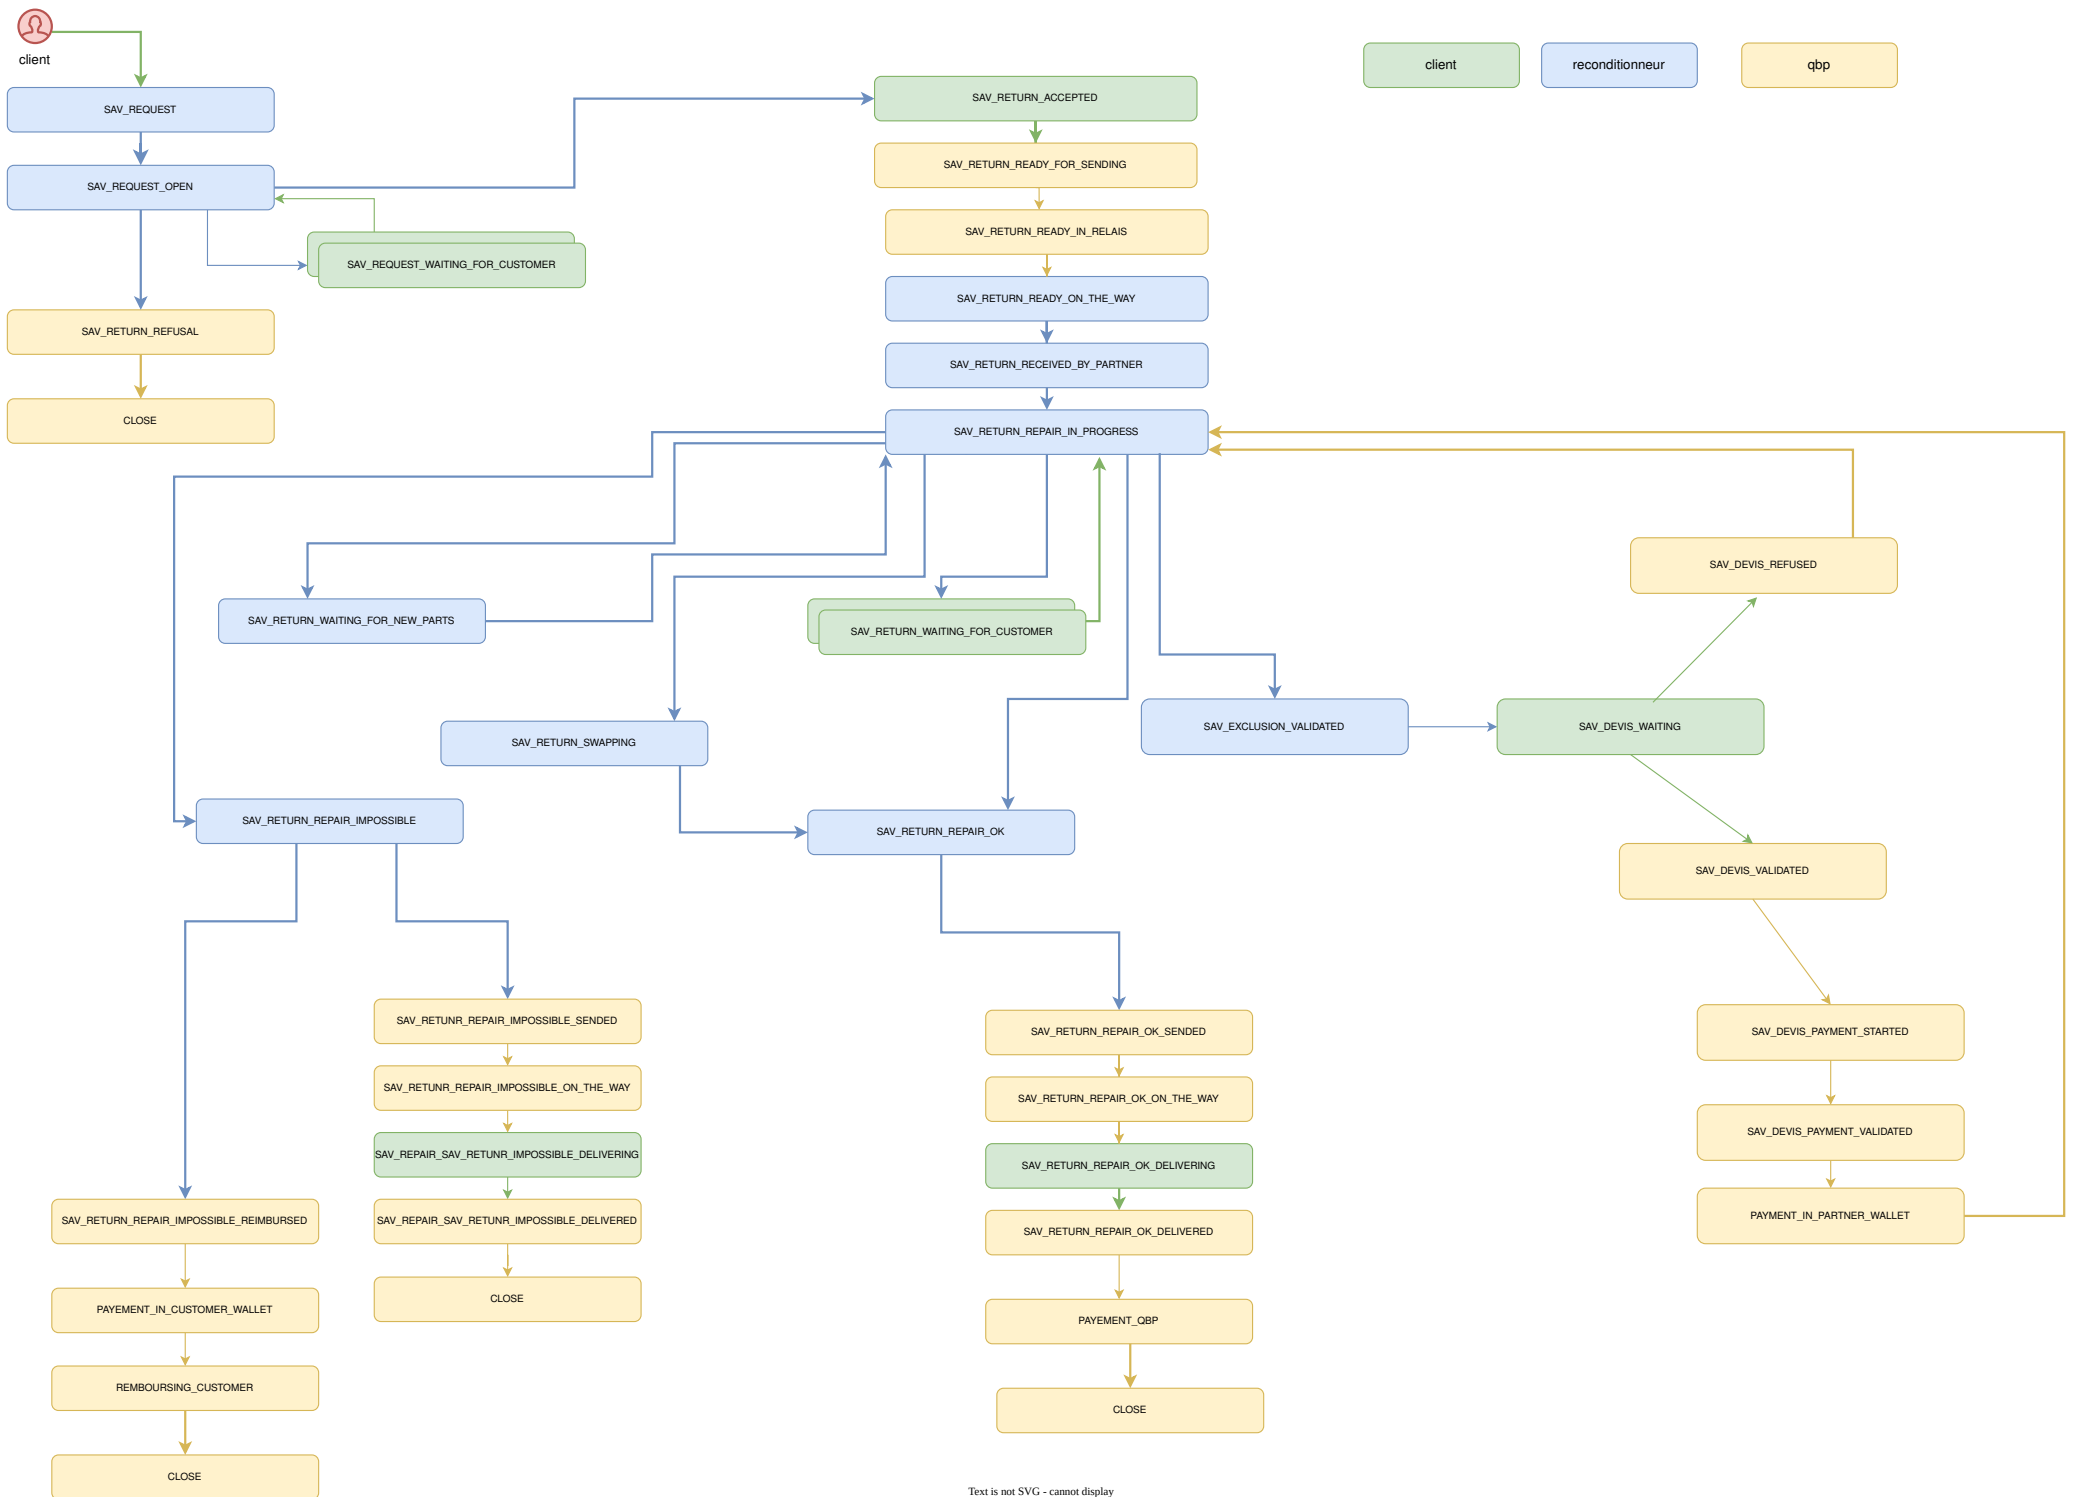 client
client
reconditionneur
qbp
SAV_REQUEST
SAV_RETURN_ACCEPTED
SAV_RETURN_READY_FOR_SENDING
SAV_REQUEST_OPEN
SAV_RETURN_READY_IN_RELAIS
SAV_REQUEST_WAITING_FOR_CUSTOMER
SAV_RETURN_READY_ON_THE_WAY
SAV_RETURN_REFUSAL
SAV_RETURN_RECEIVED_BY_PARTNER
CLOSE
SAV_RETURN_REPAIR_IN_PROGRESS
SAV_DEVIS_REFUSED
SAV_RETURN_WAITING_FOR_NEW_PARTS
SAV_RETURN_WAITING_FOR_CUSTOMER
SAV_RETURN_SWAPPING
SAV_EXCLUSION_VALIDATED
SAV_DEVIS_WAITING
SAV_RETURN_REPAIR_IMPOSSIBLE
SAV_RETURN_REPAIR_OK
SAV_DEVIS_VALIDATED
SAV_RETUNR_REPAIR_IMPOSSIBLE_SENDED
SAV_RETURN_REPAIR_OK_SENDED
SAV_DEVIS_PAYMENT_STARTED
SAV_RETUNR_REPAIR_IMPOSSIBLE_ON_THE_WAY
SAV_RETURN_REPAIR_OK_ON_THE_WAY
SAV_DEVIS_PAYMENT_VALIDATED
SAV_REPAIR_SAV_RETUNR_IMPOSSIBLE_DELIVERING
SAV_RETURN_REPAIR_OK_DELIVERING
SAV_RETURN_REPAIR_IMPOSSIBLE_REIMBURSED
SAV_REPAIR_SAV_RETUNR_IMPOSSIBLE_DELIVERED
SAV_RETURN_REPAIR_OK_DELIVERED
PAYMENT_IN_PARTNER_WALLET
PAYEMENT_IN_CUSTOMER_WALLET
CLOSE
PAYEMENT_QBP
REMBOURSING_CUSTOMER
CLOSE
CLOSE
Text is not SVG - cannot display